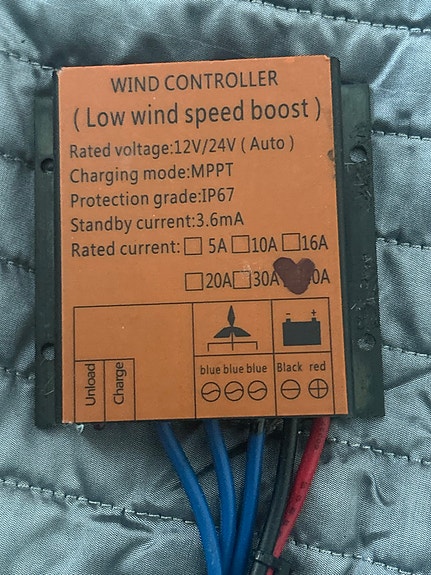 WIND CONTROLLER
( Low wind speed boost )
Rated voltage:12V/24V ( Auto )
Charging mode:MPPT
Protection grade:IP67
Standby current:3.6mA
Rated current: 5A 10A 16A
20A 30A
blue blue blue Black red
Unload
Charge